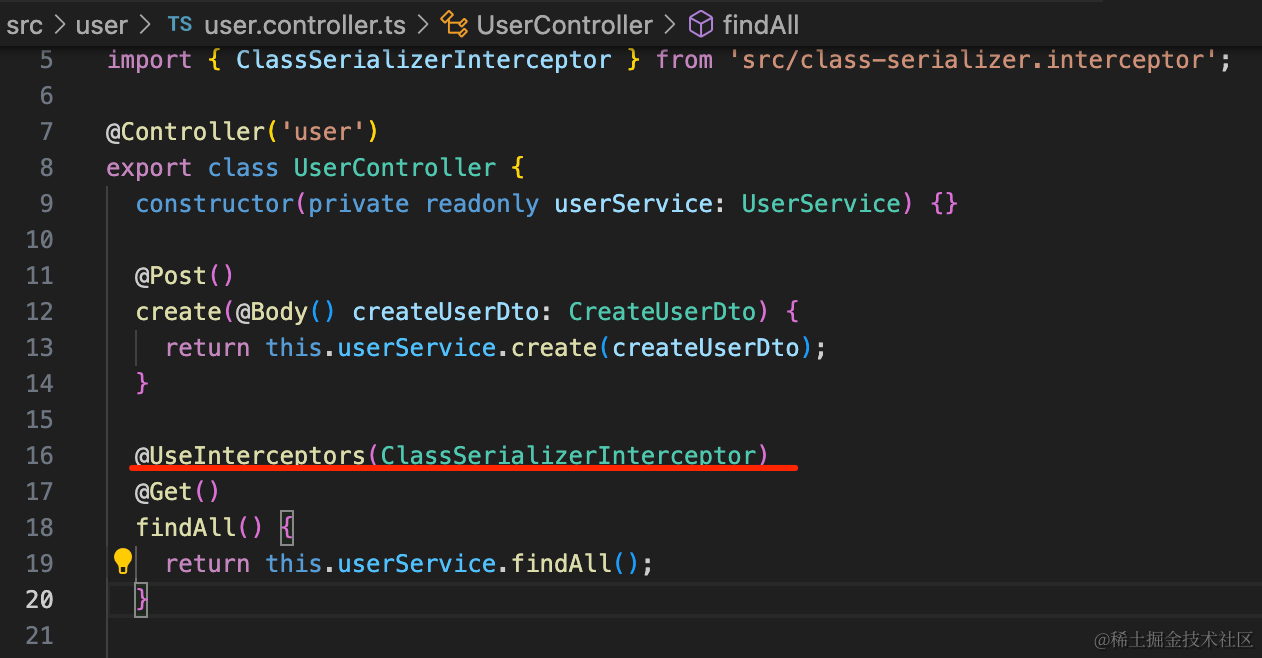 src > user > TS user.controller.ts > UserController > findAll
5 import { ClassSerializerInterceptor } from 'src/class-serializer.interceptor';
6
7 @Controller('user')
8 export class UserController {
9 constructor(private readonly userService: UserService) {}
10
11 @Post()
12 create(@Body() createUserDto: CreateUserDto) {
13 return this.userService.create(createUserDto);
14 }
15
16 @UseInterceptors(ClassSerializerInterceptor)
17 @Get()
18 findAll() {
19 return this.userService.findAll();
20 }
21
@稀土掘金技术社区